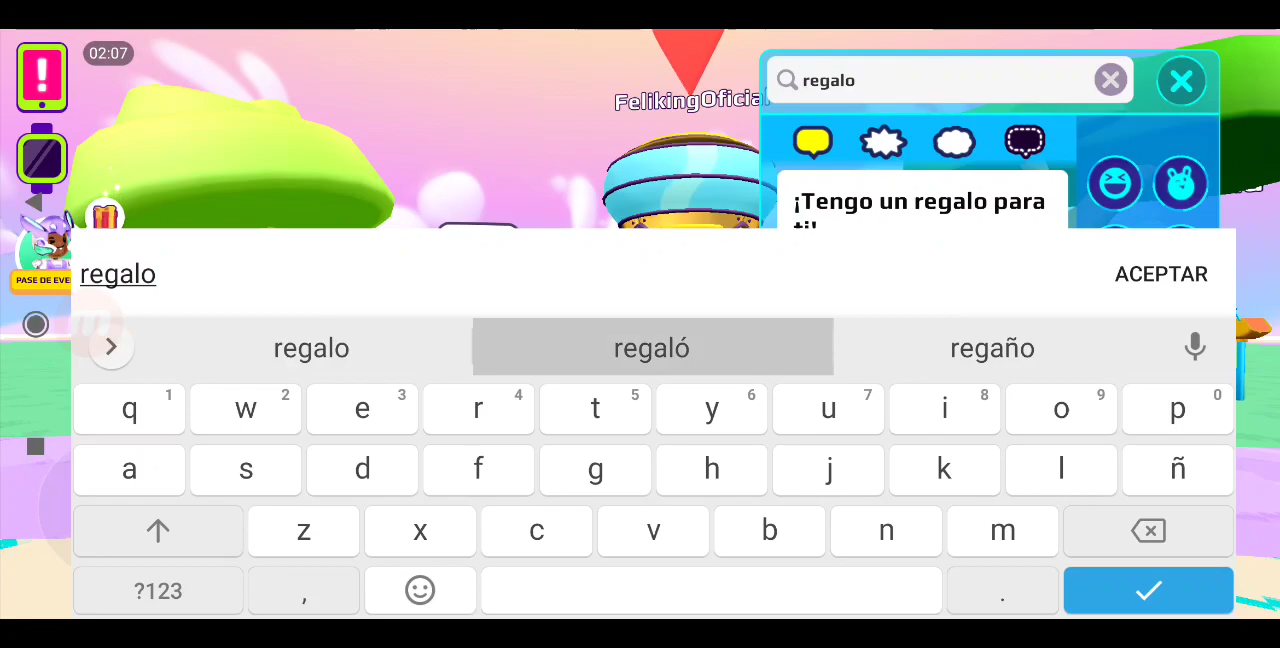 02:07
regalo
FelikingOficial
¡Tengo un regalo para
ti!
PASE DE EVE
regalo
ACEPTAR
regalo
regaló
regaño
q 1 w 2 e 3 r 4 t 5 y 6 u 7 i 8 o 9 p 0
a s d f g h j k l ñ
z x c v b n m
?123 , .